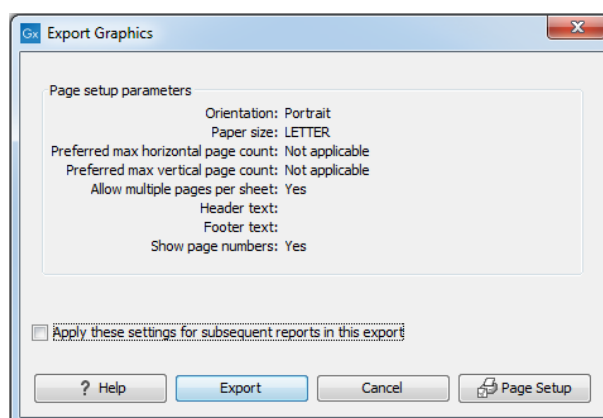 Gx Export Graphics X
Page setup parameters
Orientation: Portrait
Paper size: LETTER
Preferred max horizontal page count: Not applicable
Preferred max vertical page count: Not applicable
Allow multiple pages per sheet: Yes
Header text:
Footer text:
Show page numbers: Yes
Apply these settings for subsequent reports in this export
? Help Export Cancel Page Setup